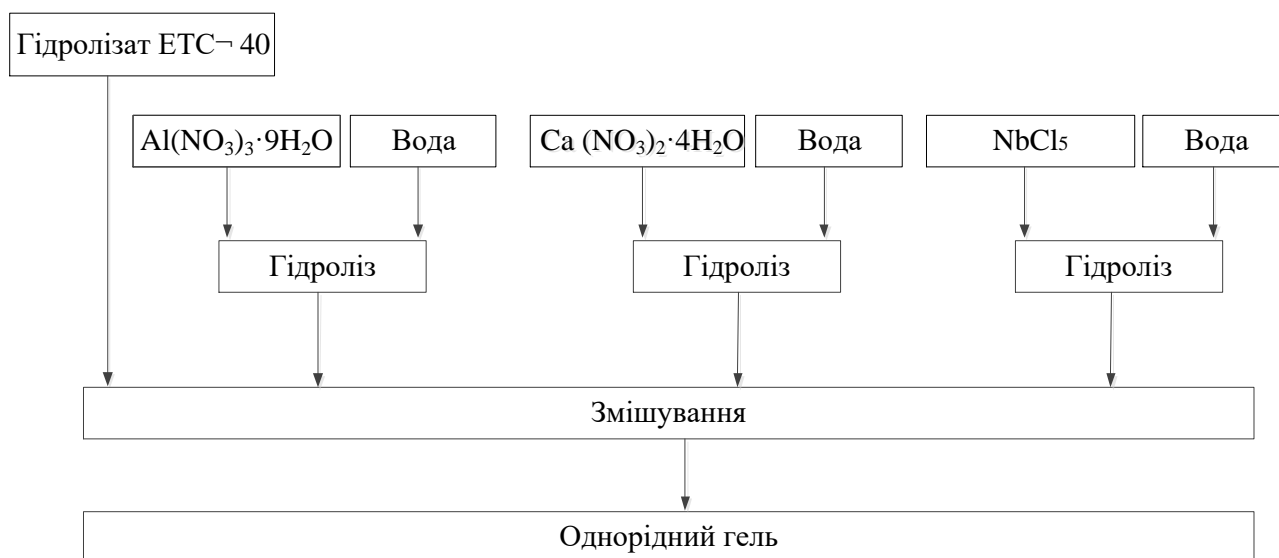 Гідролізат ЕТС¬ 40
Al(NO₃)₃·9H₂O
Вода
Ca (NO₃)₂·4H₂O
Вода
NbCl₅
Вода
Гідроліз
Гідроліз
Гідроліз
Змішування
Однорідний гель